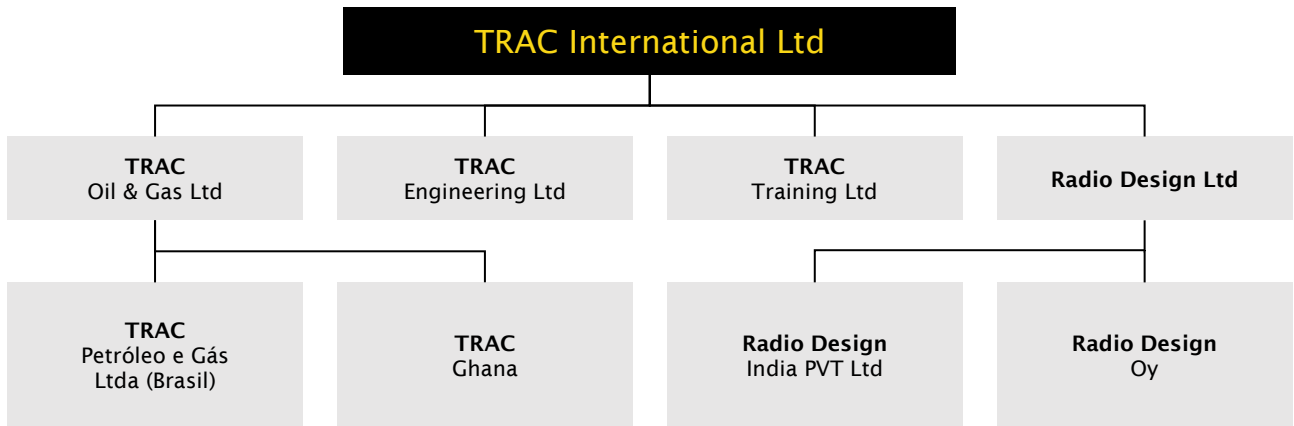 TRAC International Ltd
TRAC
Oil & Gas Ltd
TRAC
Engineering Ltd
TRAC
Training Ltd
Radio Design Ltd
TRAC
Petróleo e Gás
Ltda (Brasil)
TRAC
Ghana
Radio Design
India PVT Ltd
Radio Design
Oy